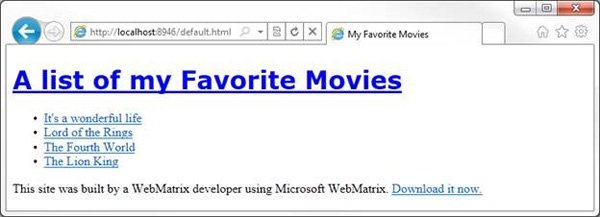 http://localhost:8946/default.html
My Favorite Movies
A list of my Favorite Movies
It's a wonderful life
Lord of the Rings
The Fourth World
The Lion King
This site was built by a WebMatrix developer using Microsoft WebMatrix. Download it now.